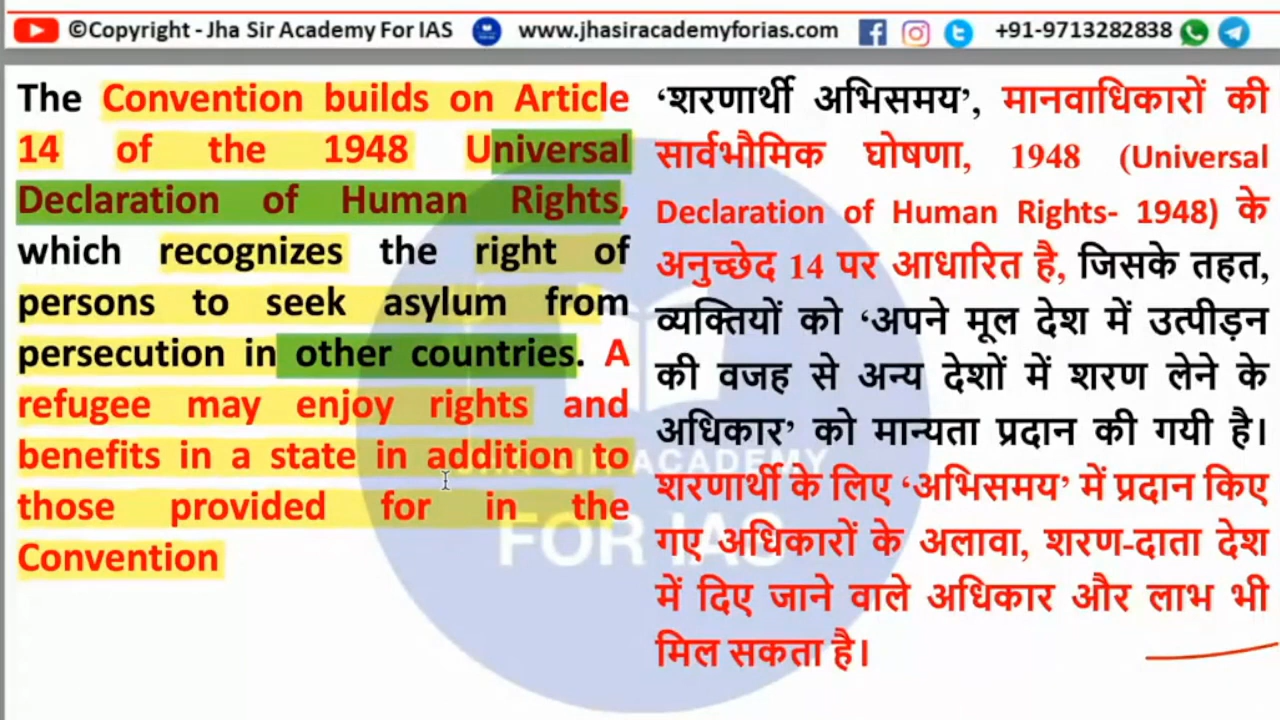 ©Copyright - Jha Sir Academy For IAS www.jhasiracademyforias.com +91-9713282838
The Convention builds on Article
14 of the 1948 Universal
Declaration of Human Rights,
which recognizes the right of
persons to seek asylum from
persecution in other countries. A
refugee may enjoy rights and
benefits in a state in addition to
those provided for in the
Convention
‘शरणार्थी अभिसमय’, मानवाधिकारों की
सार्वभौमिक घोषणा, 1948 (Universal
Declaration of Human Rights- 1948) के
अनुच्छेद 14 पर आधारित है, जिसके तहत,
व्यक्तियों को ‘अपने मूल देश में उत्पीड़न
की वजह से अन्य देशों में शरण लेने के
अधिकार’ को मान्यता प्रदान की गयी है।
शरणार्थी के लिए ‘अभिसमय’ में प्रदान किए
गए अधिकारों के अलावा, शरण-दाता देश
में दिए जाने वाले अधिकार और लाभ भी
मिल सकता है।
ACADEMY
FOR IAS